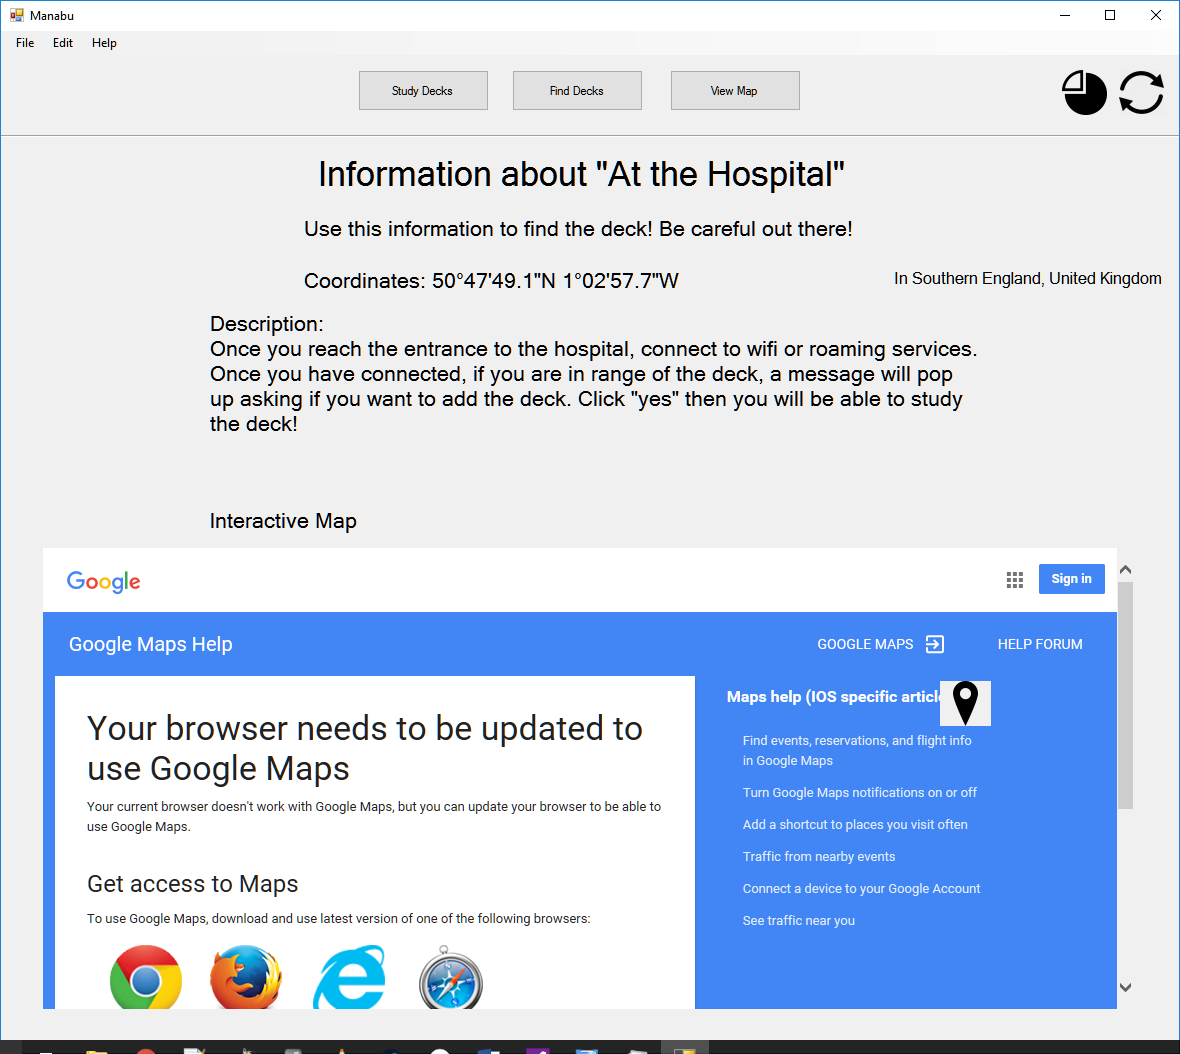 Manabu
File Edit Help
Study Decks Find Decks View Map
Information about "At the Hospital"
Use this information to find the deck! Be careful out there!
Coordinates: 50°47'49.1"N 1°02'57.7"W
In Southern England, United Kingdom
Description:
Once you reach the entrance to the hospital, connect to wifi or roaming services.
Once you have connected, if you are in range of the deck, a message will pop
up asking if you want to add the deck. Click "yes" then you will be able to study
the deck!
Interactive Map
Google
Sign in
Google Maps Help
GOOGLE MAPS
HELP FORUM
Your browser needs to be updated to
use Google Maps
Your current browser doesn't work with Google Maps, but you can update your browser to be able to
use Google Maps.
Get access to Maps
To use Google Maps, download and use latest version of one of the following browsers:
Maps help (IOS specific article
Find events, reservations, and flight info
in Google Maps
Turn Google Maps notifications on or off
Add a shortcut to places you visit often
Traffic from nearby events
Connect a device to your Google Account
See traffic near you